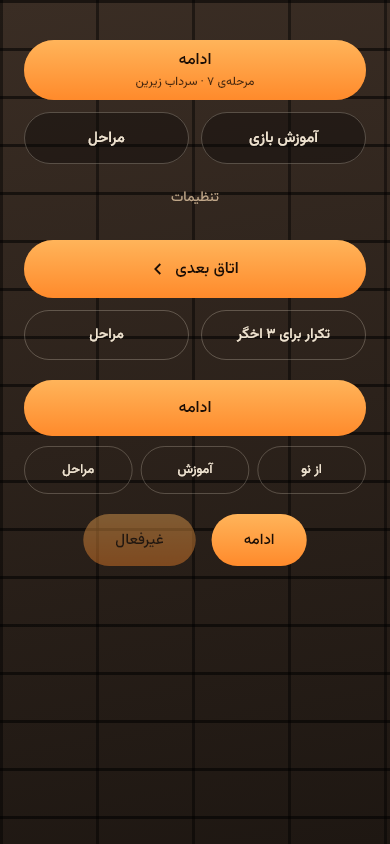 ادامه
مرحله‌ی ۷ · سرداب زیرین
آموزش بازی
مراحل
تنظیمات
اتاق بعدی
تکرار برای ۳ اخگر
مراحل
ادامه
از نو
آموزش
مراحل
ادامه
غیرفعال